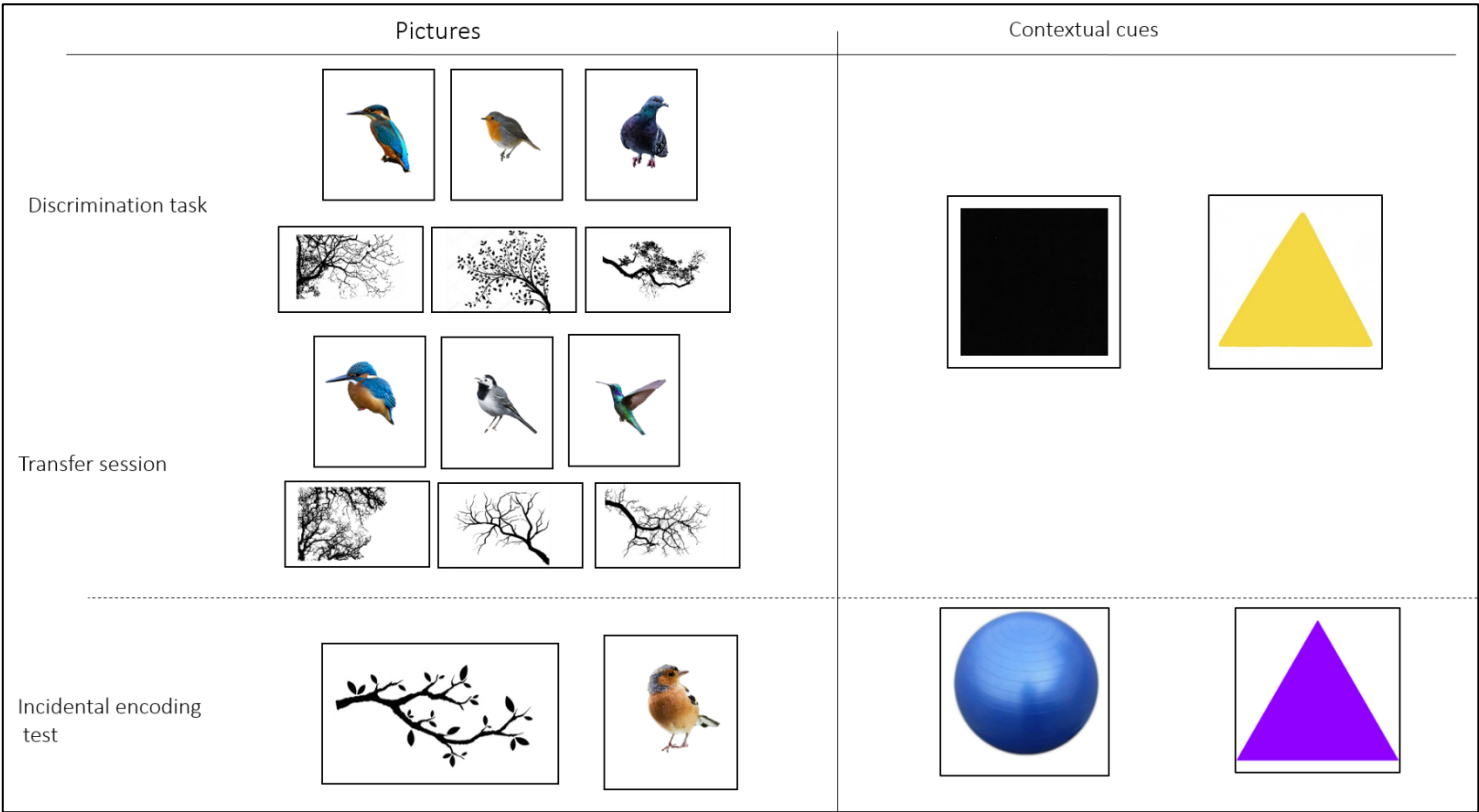 Pictures
Contextual cues
Discrimination task
Transfer session
Incidental encoding
test